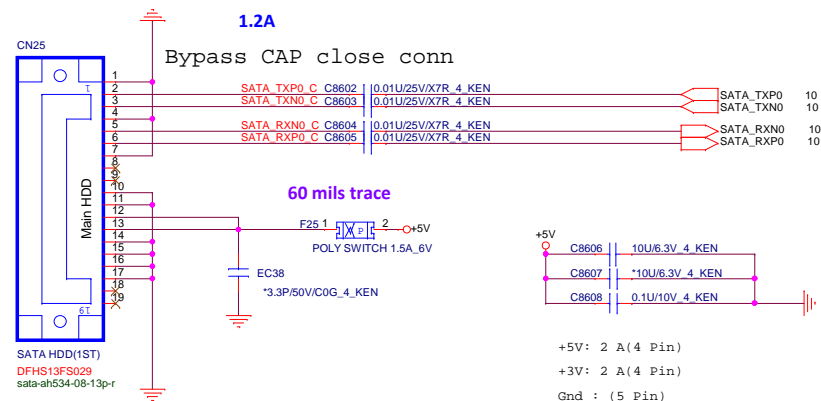 1.2A
CN25
Bypass CAP close conn
1
1
2
SATA_TXP0_C C8602 0.01U/25V/X7R_4_KEN
SATA_TXP0 10
3
SATA_TXN0_C C8603 0.01U/25V/X7R_4_KEN
SATA_TXN0 10
4
5
SATA_RXN0_C C8604 0.01U/25V/X7R_4_KEN
SATA_RXN0 10
6
SATA_RXP0_C C8605 0.01U/25V/X7R_4_KEN
SATA_RXP0 10
7
8
9
10
60 mils trace
11
12
13
Main HDD
F25 1 P 2 +5V
POLY SWITCH 1.5A_6V
14
15
16
17
18
19
19
EC38
*3.3P/50V/C0G_4_KEN
+5V
C8606 10U/6.3V_4_KEN
C8607 *10U/6.3V_4_KEN
C8608 0.1U/10V_4_KEN
SATA HDD(1ST)
DFHS13FS029
sata-ah534-08-13p-r
+5V: 2 A(4 Pin)
+3V: 2 A(4 Pin)
Gnd : (5 Pin)